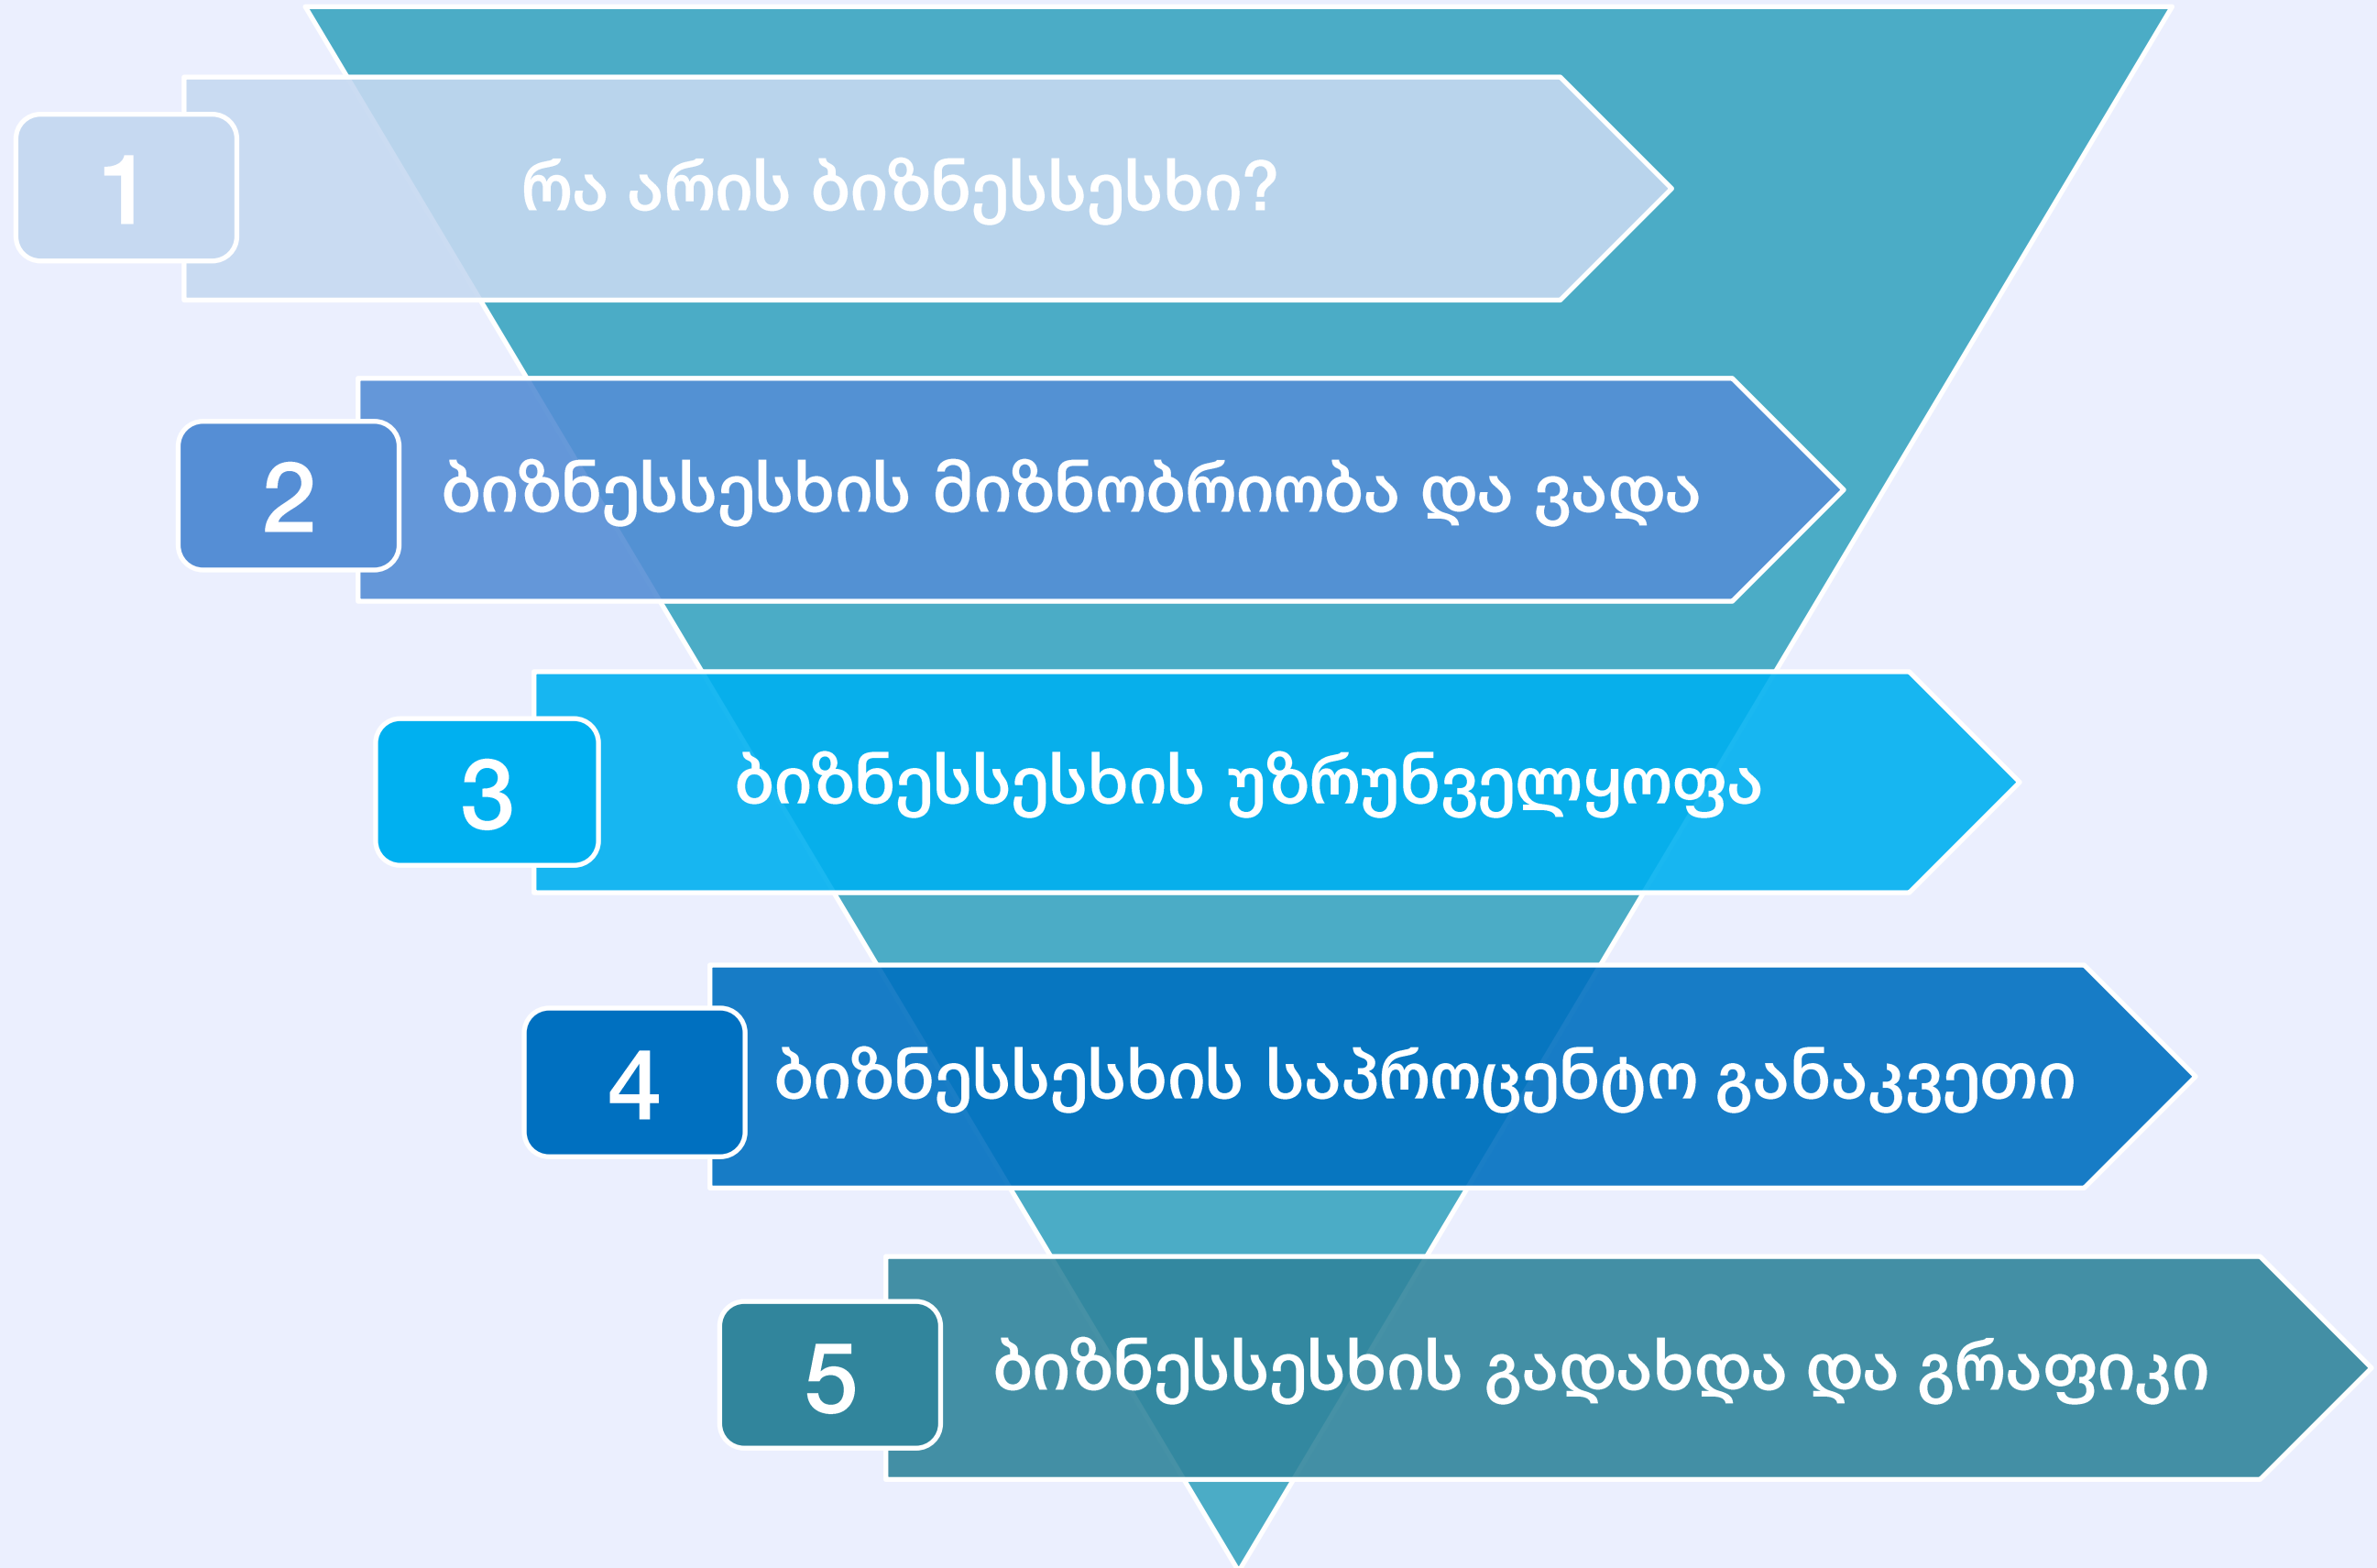 1
რა არის ბიზნესსესხი?
2
ბიზნესსესხის მიზნობრიობა და ვადა
3
ბიზნესსესხის უზრუნველყოფა
4
ბიზნესსესხის საპროცენტო განაკვეთი
5
ბიზნესსესხის გადახდა და გრაფიკი